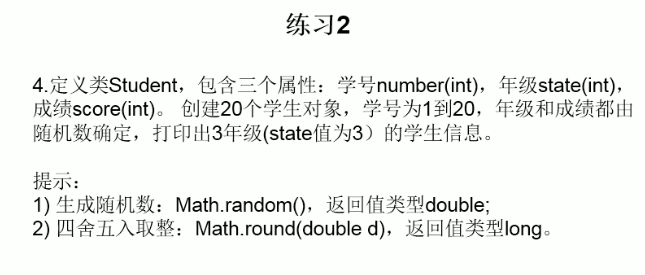 练习2
4.定义类Student，包含三个属性：学号number(int)，年级state(int)，
成绩score(int)。 创建20个学生对象，学号为1到20，年级和成绩都由
随机数确定，打印出3年级(state值为3）的学生信息。
提示：
1) 生成随机数：Math.random()，返回值类型double;
2) 四舍五入取整：Math.round(double d)，返回值类型long。